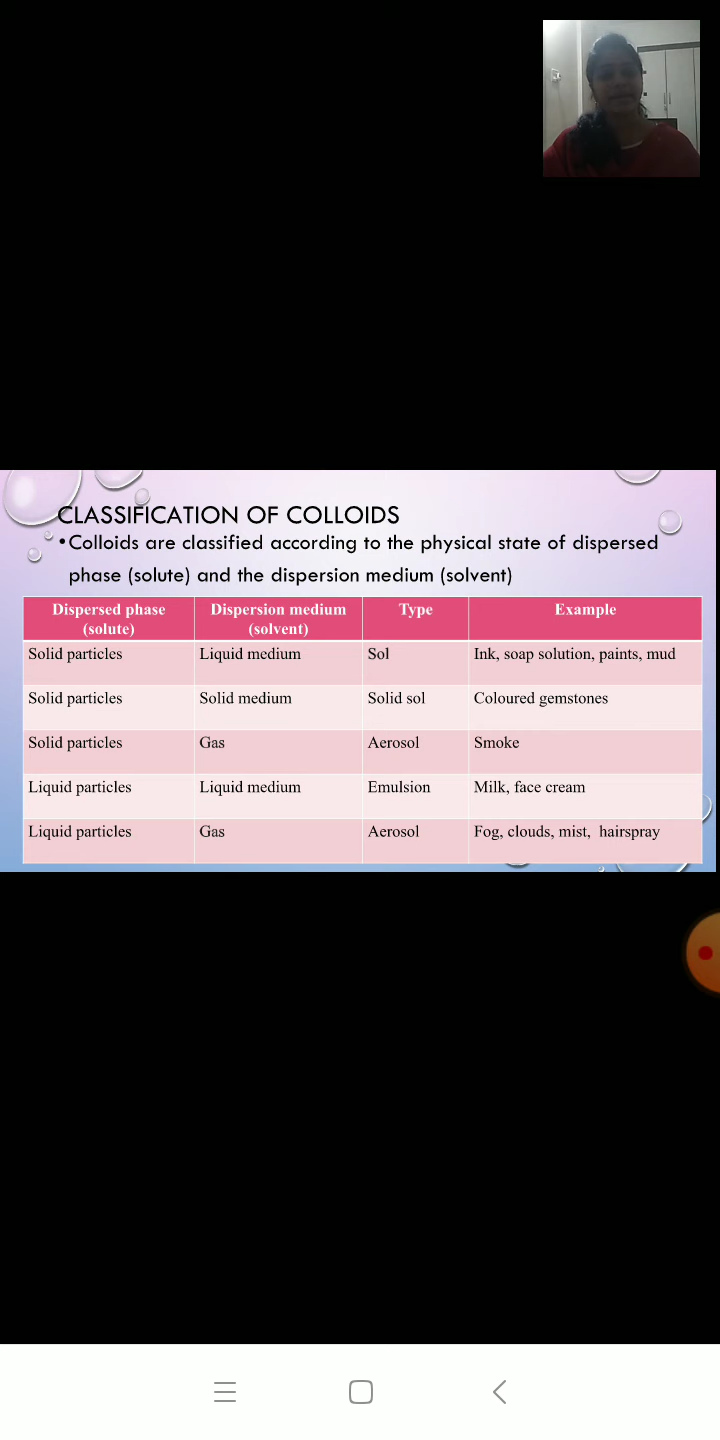 CLASSIFICATION OF COLLOIDS
•Colloids are classified according to the physical state of dispersed
phase (solute) and the dispersion medium (solvent)
Dispersed phase (solute) Dispersion medium (solvent) Type Example
Solid particles Liquid medium Sol Ink, soap solution, paints, mud
Solid particles Solid medium Solid sol Coloured gemstones
Solid particles Gas Aerosol Smoke
Liquid particles Liquid medium Emulsion Milk, face cream
Liquid particles Gas Aerosol Fog, clouds, mist, hairspray